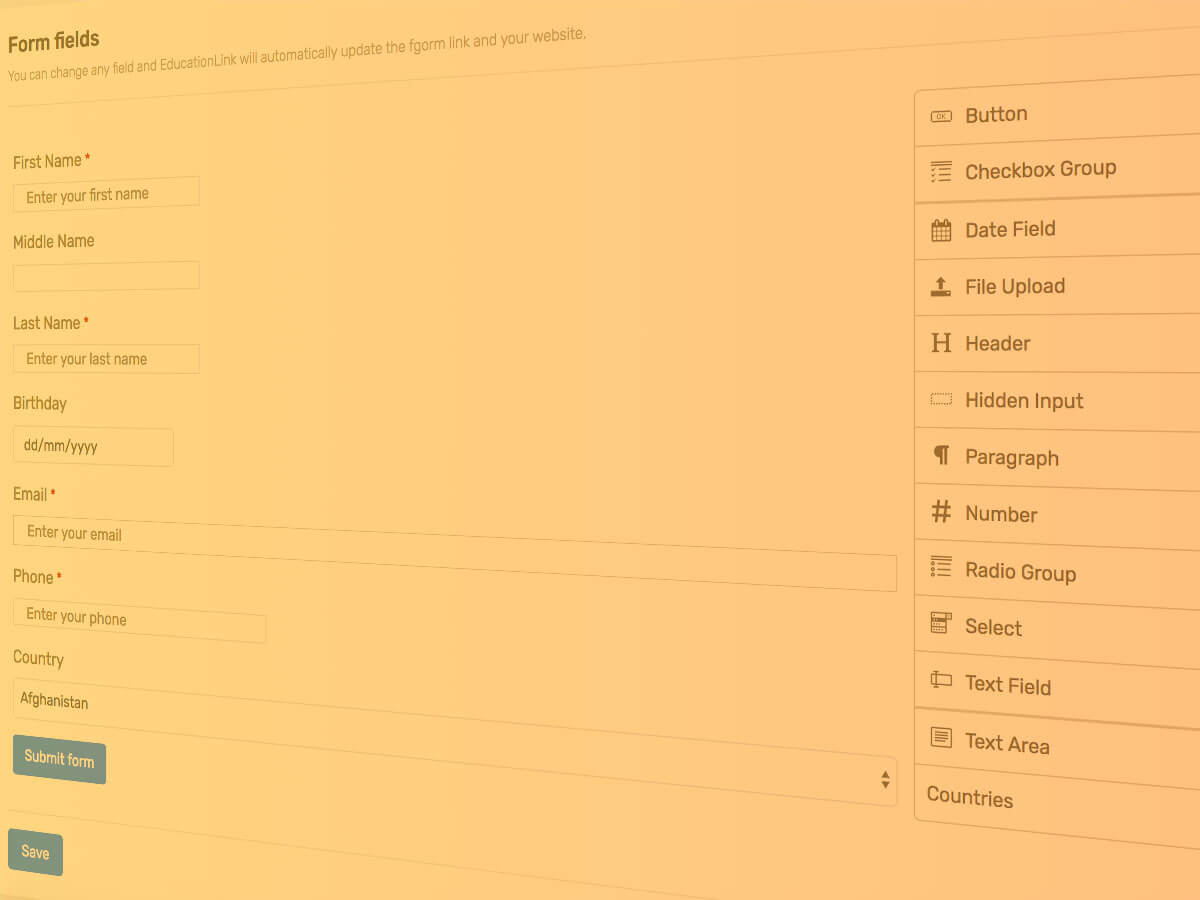 Form fields
You can change any field and EducationLink will automatically update the fgorm link and your website.
First Name *
Enter your first name
Middle Name
Last Name *
Enter your last name
Birthday
dd/mm/yyyy
Email *
Enter your email
Phone *
Enter your phone
Country
Afghanistan
Submit form
Save
OK Button
Checkbox Group
Date Field
File Upload
H Header
Hidden Input
¶ Paragraph
# Number
Radio Group
Select
Text Field
Text Area
Countries